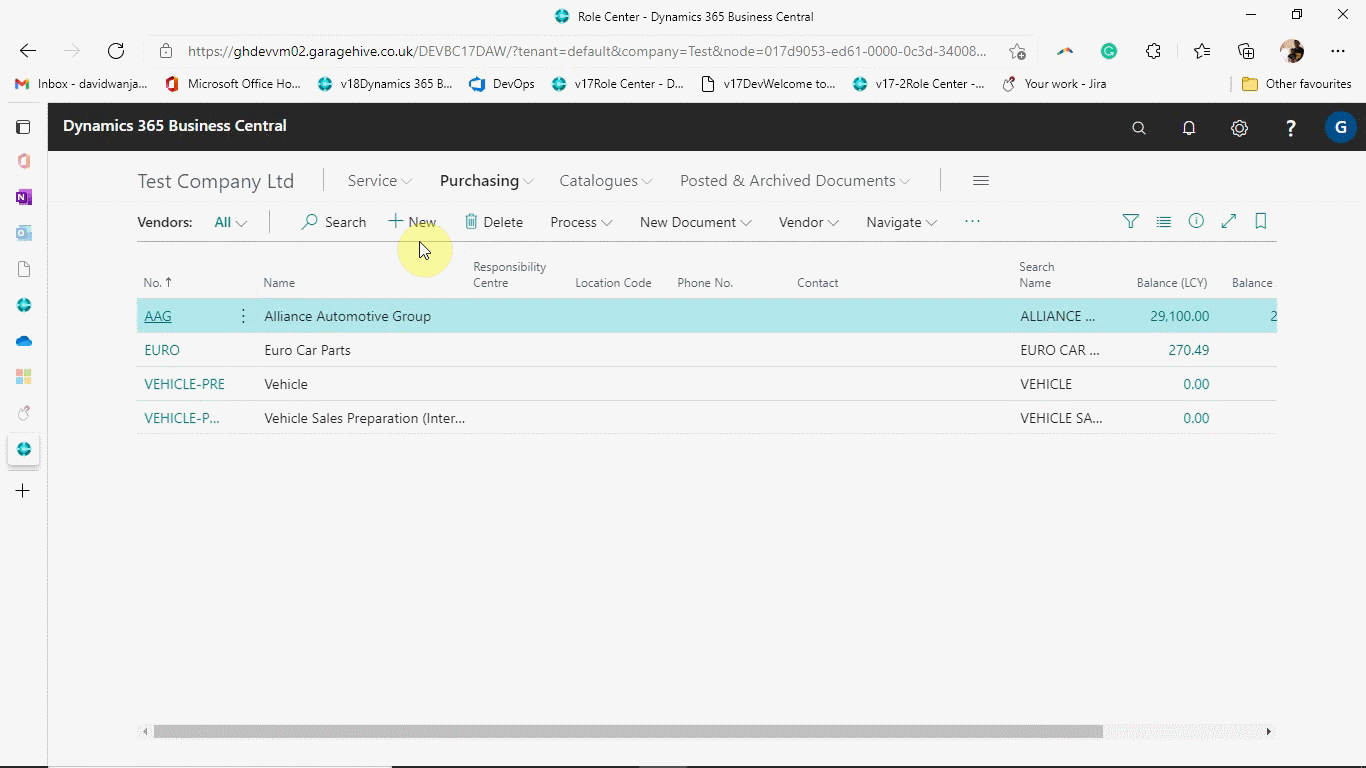 Role Center - Dynamics 365 Business Central
https://ghdevvm02.garagehive.co.uk/DEVBC17DAW/?tenant=default&company=Test&node=017d9053-ed61-0000-0c3d-34008...
Inbox - davidwanja... Microsoft Office Ho... v18Dynamics 365 B... DevOps v17Role Center - D... v17DevWelcome to... v17-2Role Center -... Your work - Jira Other favourites
Dynamics 365 Business Central ? G
Test Company Ltd Service Purchasing Catalogues Posted & Archived Documents
Vendors: All Search New Delete Process New Document Vendor Navigate ...
No. ↑ Name Responsibility Centre Location Code Phone No. Contact Search Name Balance (LCY) Balance
AAG Alliance Automotive Group ALLIANCE ... 29,100.00 2
EURO Euro Car Parts EURO CAR ... 270.49
VEHICLE-PRE Vehicle VEHICLE 0.00
VEHICLE-P... Vehicle Sales Preparation (Inter... VEHICLE SA... 0.00